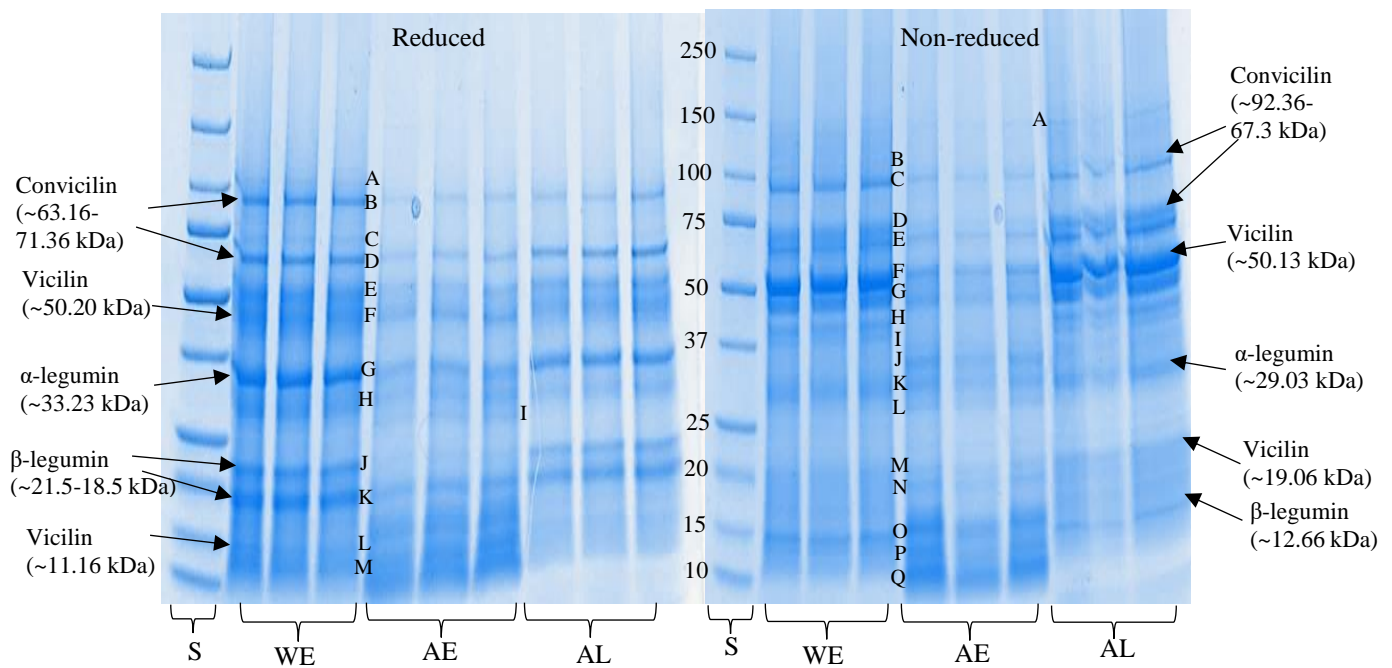 Reduced
Convicilin
(~63.16-
71.36 kDa)
Vicilin
(~50.20 kDa)
α-legumin
(~33.23 kDa)
β-legumin
(~21.5-18.5 kDa)
Vicilin
(~11.16 kDa)
A
B
C
D
E
F
G
H
I
J
K
L
M
S
WE
AE
AL
Non-reduced
250
150
100
75
50
37
25
20
15
10
A
B
C
D
E
F
G
H
I
J
K
L
M
N
O
P
Q
Convicilin
(~92.36-
67.3 kDa)
Vicilin
(~50.13 kDa)
α-legumin
(~29.03 kDa)
Vicilin
(~19.06 kDa)
β-legumin
(~12.66 kDa)
S
WE
AE
AL